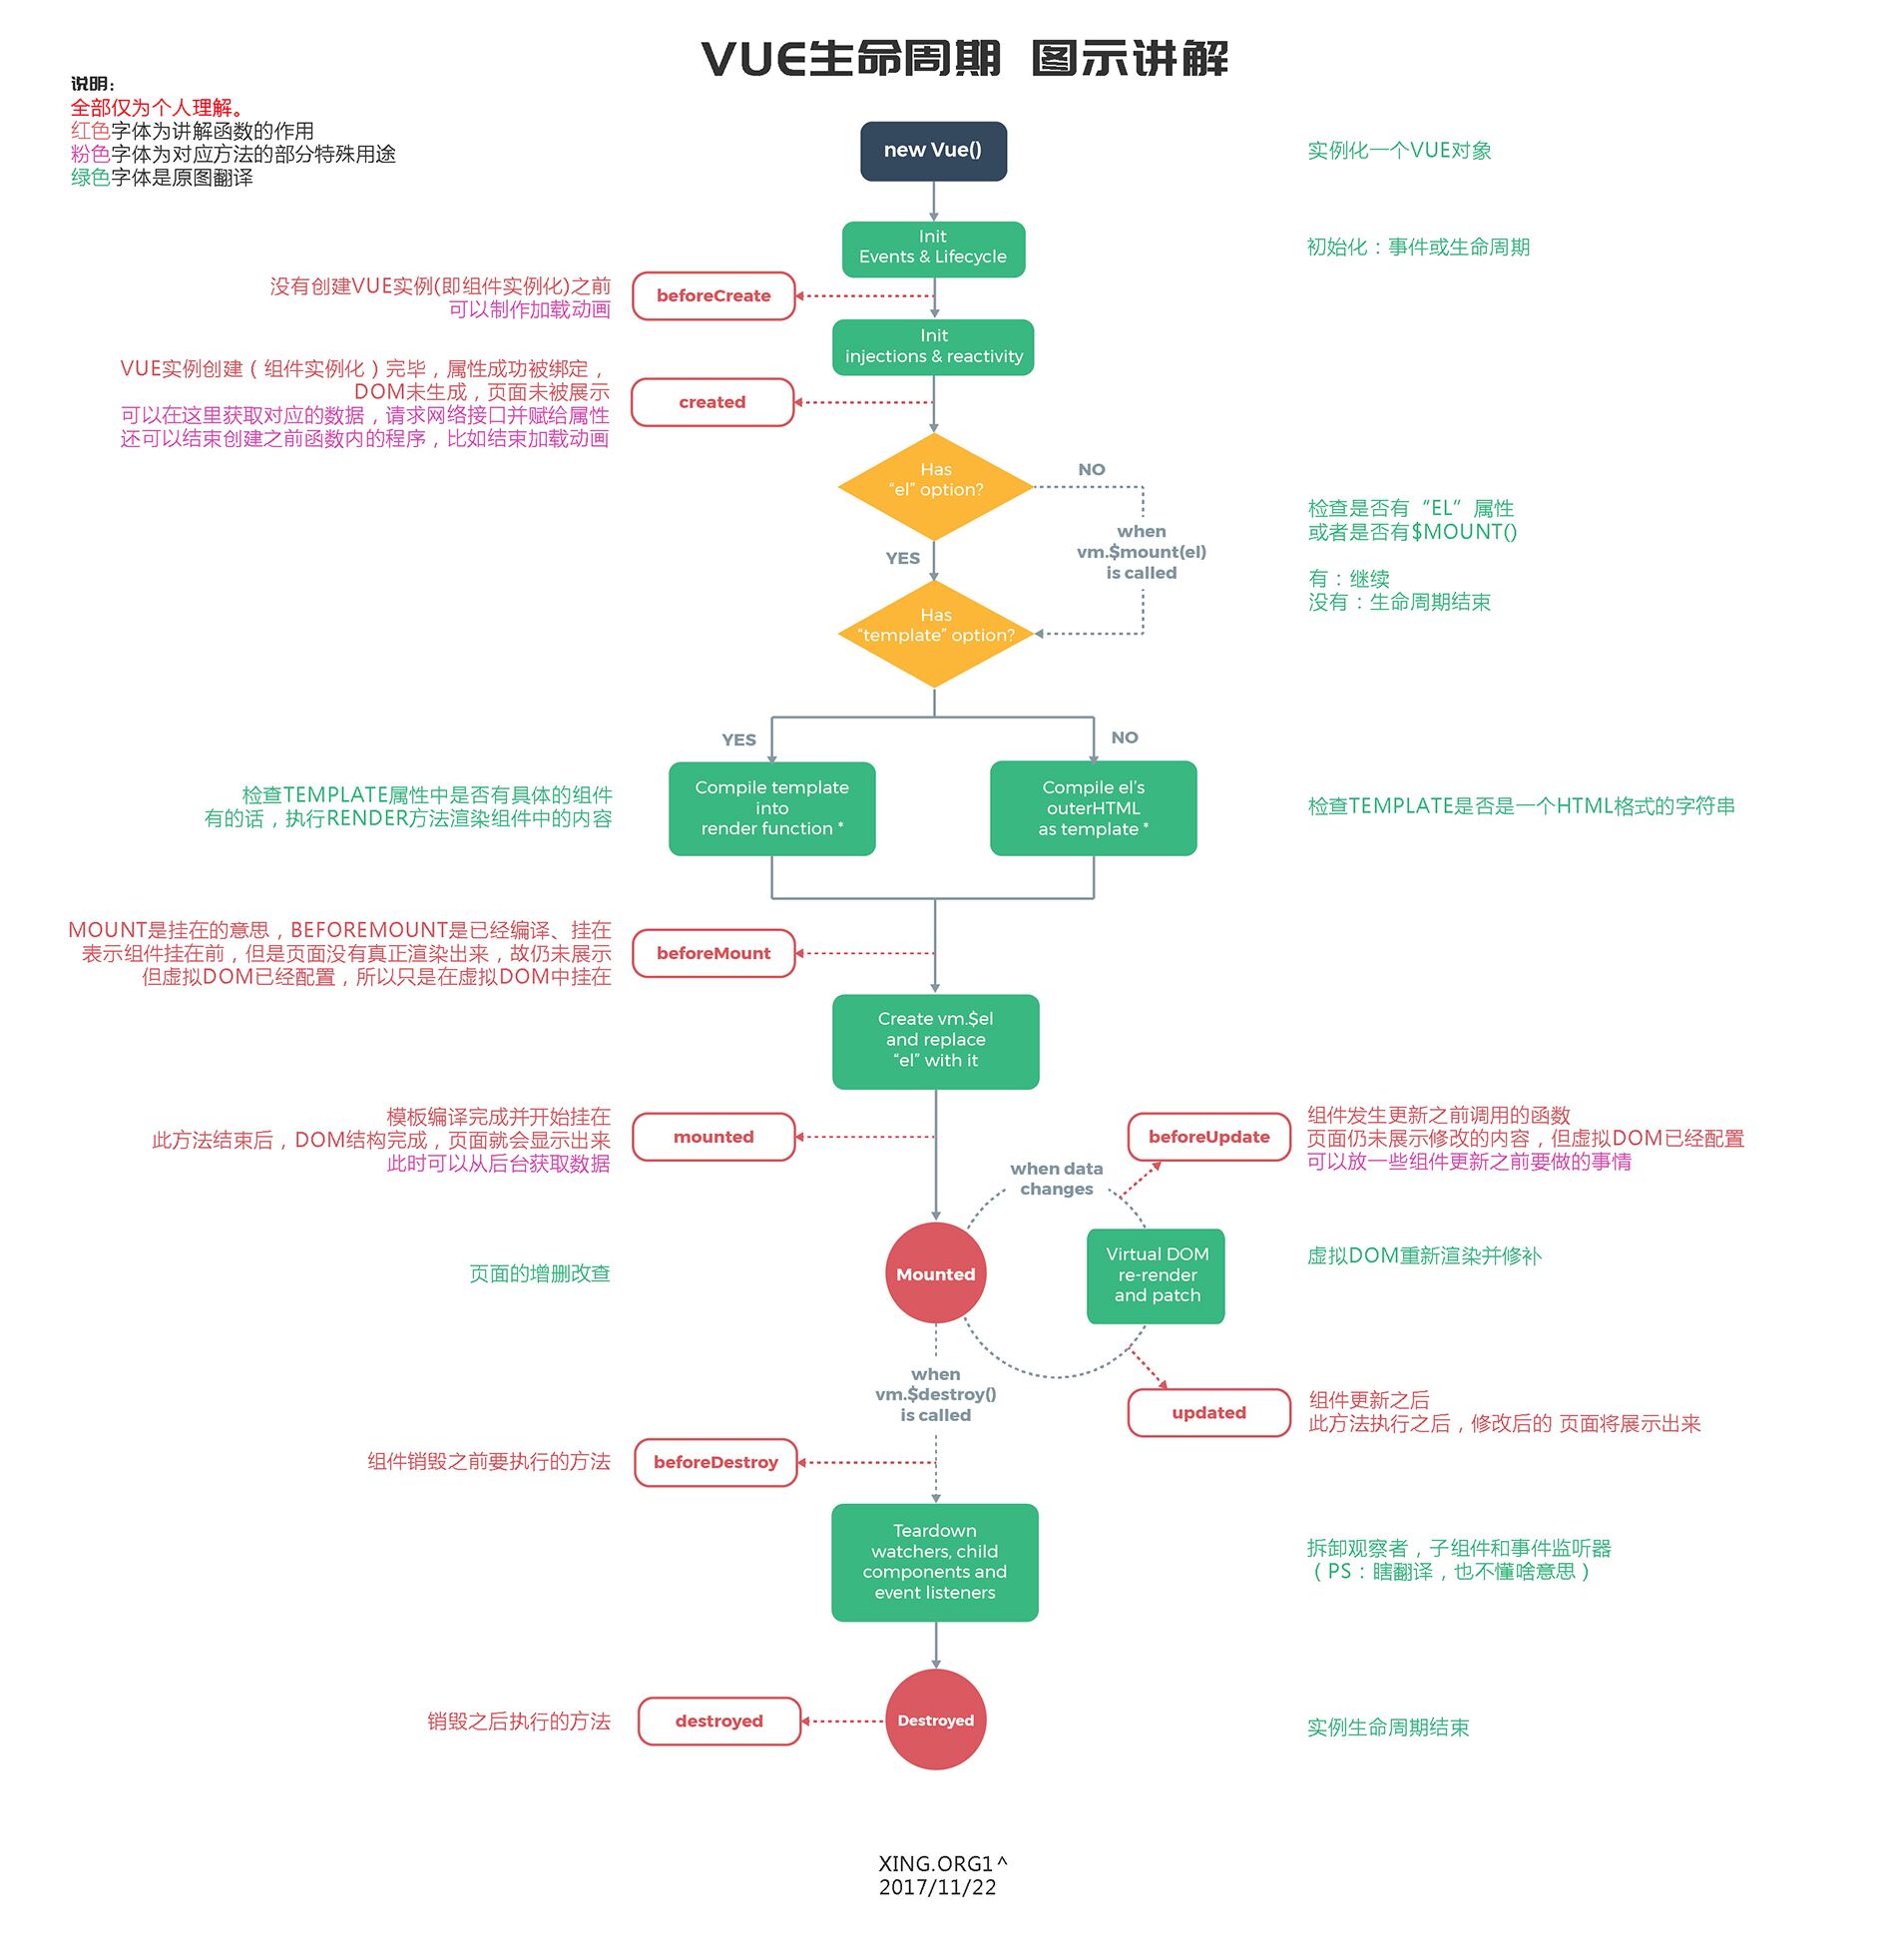 VUE生命周期 图示讲解
说明:
全部仅为个人理解。
红色字体为讲解函数的作用
粉色字体为对应方法的部分特殊用途
绿色字体是原图翻译
new Vue()
实例化一个VUE对象
Init
Events & Lifecycle
初始化：事件或生命周期
没有创建VUE实例(即组件实例化)之前
可以制作加载动画
beforeCreate
Init
injections & reactivity
VUE实例创建（组件实例化）完毕，属性成功被绑定，
DOM未生成，页面未被展示
可以在这里获取对应的数据，请求网络接口并赋给属性
还可以结束创建之前函数内的程序，比如结束加载动画
created
Has
“el” option?
NO
检查是否有“EL”属性
或者是否有$MOUNT()
有：继续
没有：生命周期结束
when
vm.$mount(el)
is called
YES
Has
“template” option?
YES
NO
检查TEMPLATE属性中是否有具体的组件
有的话，执行RENDER方法渲染组件中的内容
Compile template
into
render function *
Compile el's
outerHTML
as template *
检查TEMPLATE是否是一个HTML格式的字符串
MOUNT是挂在的意思，BEFOREMOUNT是已经编译、挂在
表示组件挂在前，但是页面没有真正渲染出来，故仍未展示
但虚拟DOM已经配置，所以只是在虚拟DOM中挂在
beforeMount
Create vm.$el
and replace
“el” with it
模板编译完成并开始挂在
此方法结束后，DOM结构完成，页面就会显示出来
此时可以从后台获取数据
mounted
beforeUpdate
组件发生更新之前调用的函数
页面仍未展示修改的内容，但虚拟DOM已经配置
可以放一些组件更新之前要做的事情
when data
changes
页面的增删改查
Mounted
Virtual DOM
re-render
and patch
虚拟DOM重新渲染并修补
when
vm.$destroy()
is called
updated
组件更新之后
此方法执行之后，修改后的 页面将展示出来
组件销毁之前要执行的方法
beforeDestroy
Teardown
watchers, child
components and
event listeners
拆卸观察者，子组件和事件监听器
（PS：瞎翻译，也不懂啥意思）
销毁之后执行的方法
destroyed
Destroyed
实例生命周期结束
XING.ORG1^
2017/11/22